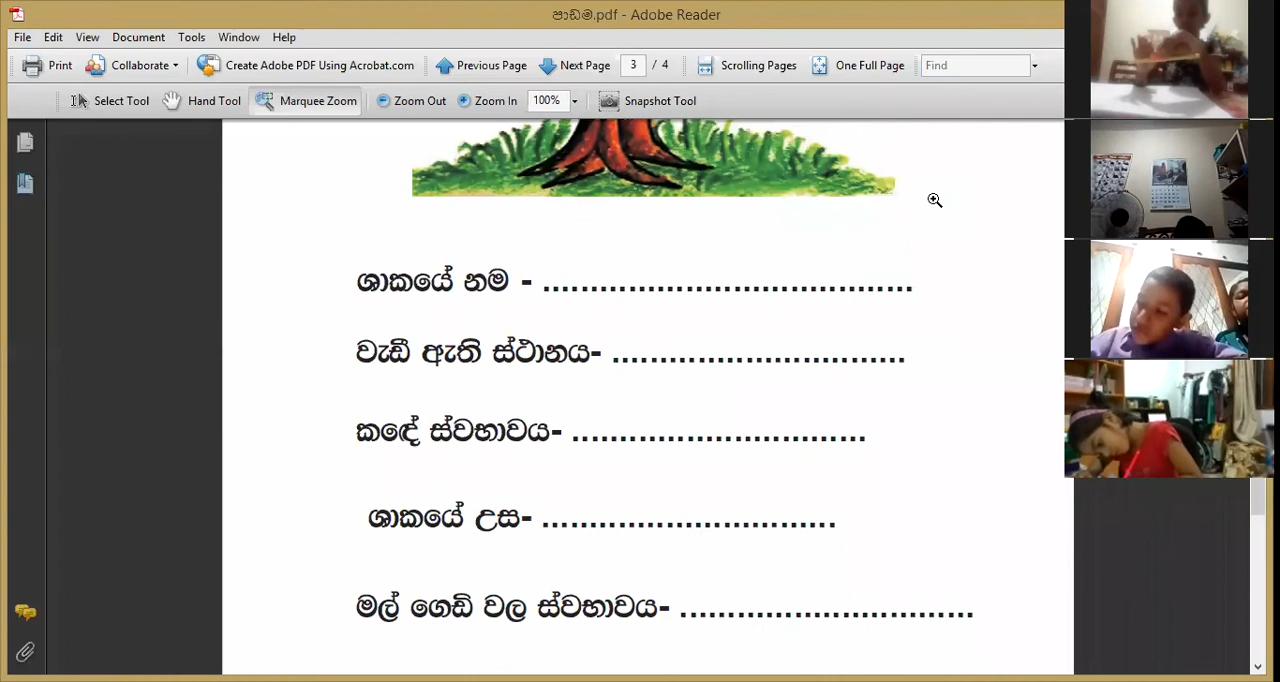 පාඩම.pdf - Adobe Reader
File Edit View Document Tools Window Help
Print Collaborate Create Adobe PDF Using Acrobat.com Previous Page Next Page 3 / 4 Scrolling Pages One Full Page Find
Select Tool Hand Tool Marquee Zoom Zoom Out Zoom In 100% Snapshot Tool
ශාකයේ නම - .......................................
වැඩී ඇති ස්ථානය- ...............................
කඳේ ස්වභාවය- ...............................
ශාකයේ උස- ...............................
මල් ගෙඩි වල ස්වභාවය- ...............................